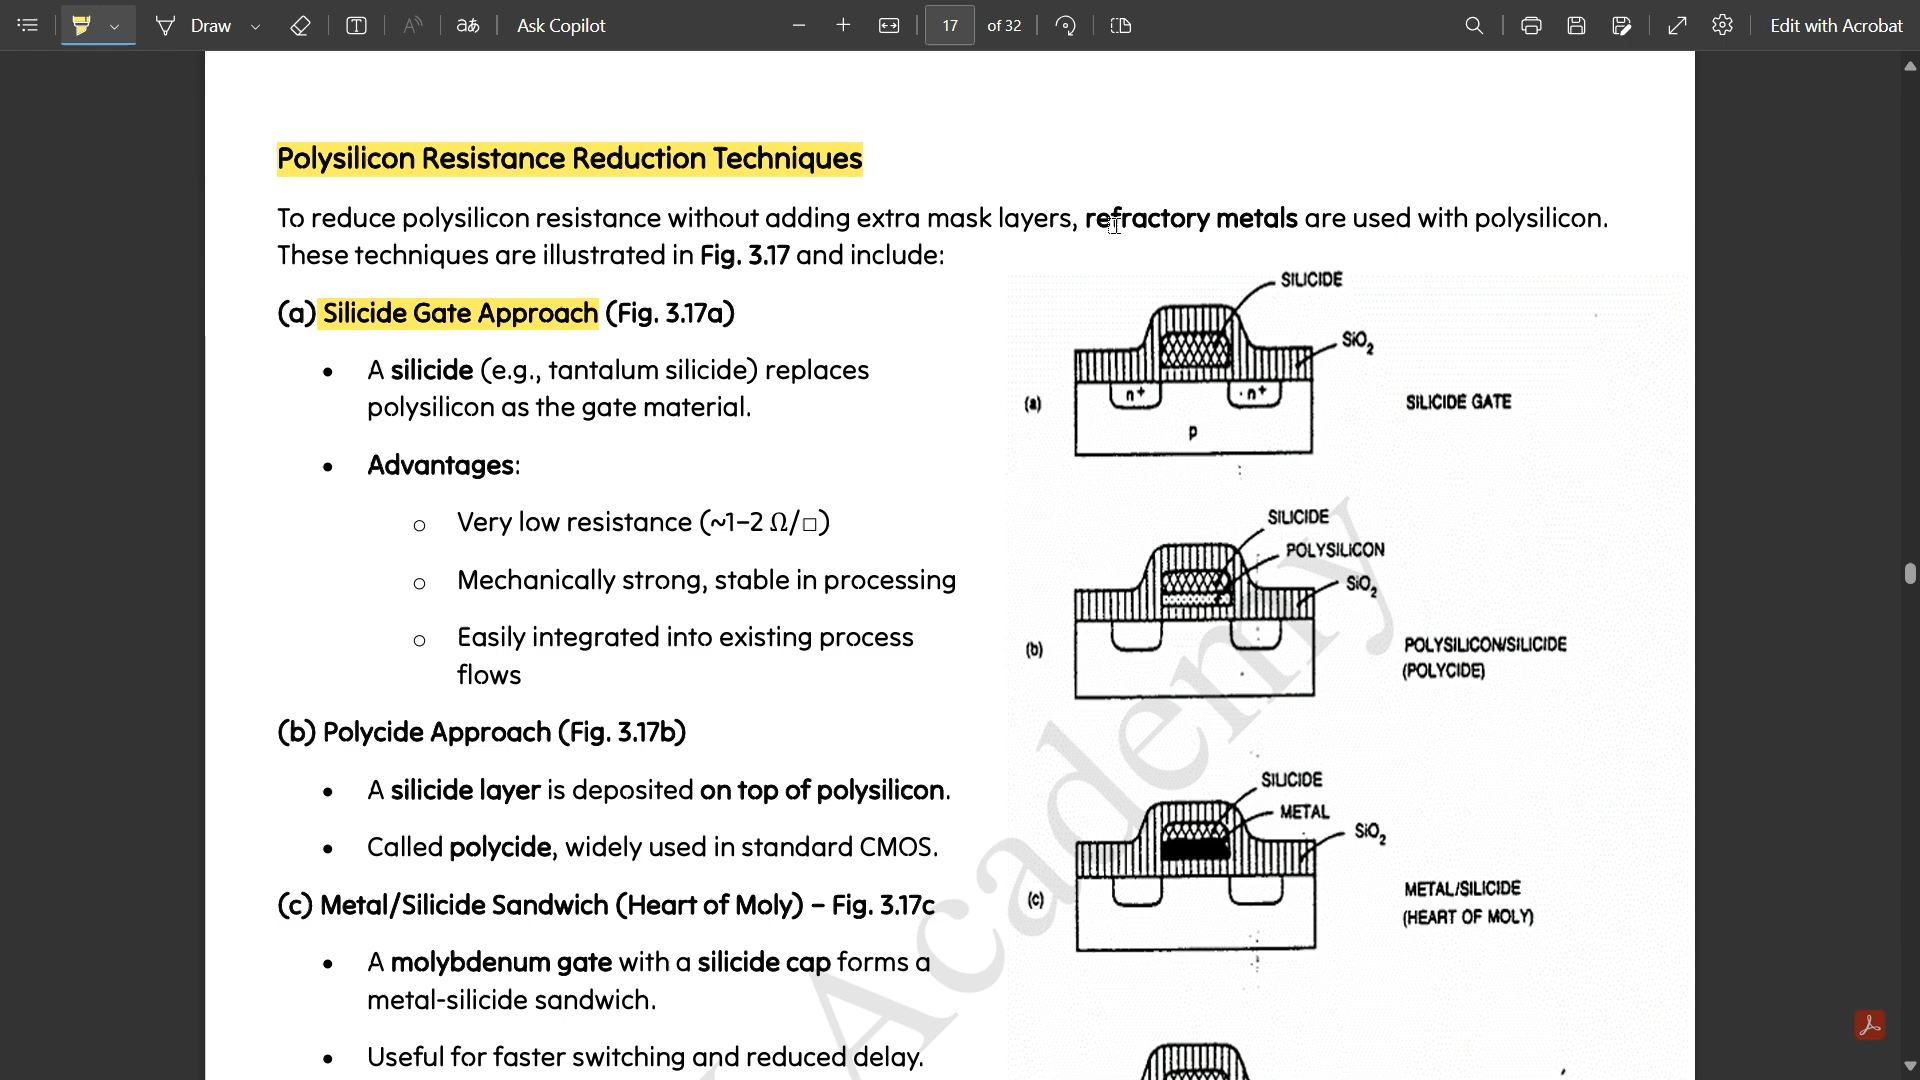 Draw
Ask Copilot
17 of 32
Edit with Acrobat
Polysilicon Resistance Reduction Techniques
To reduce polysilicon resistance without adding extra mask layers, refractory metals are used with polysilicon.
These techniques are illustrated in Fig. 3.17 and include:
(a) Silicide Gate Approach (Fig. 3.17a)
• A silicide (e.g., tantalum silicide) replaces
polysilicon as the gate material.
• Advantages:
o Very low resistance (~1–2 Ω/□)
o Mechanically strong, stable in processing
o Easily integrated into existing process
flows
(b) Polycide Approach (Fig. 3.17b)
• A silicide layer is deposited on top of polysilicon.
• Called polycide, widely used in standard CMOS.
(c) Metal/Silicide Sandwich (Heart of Moly) – Fig. 3.17c
• A molybdenum gate with a silicide cap forms a
metal-silicide sandwich.
• Useful for faster switching and reduced delay.
SILICIDE
SiO2
(a)
n+
n+
p
SILICIDE GATE
SILICIDE
POLYSILICON
SiO2
(b)
POLYSILICON/SILICIDE
(POLYCIDE)
SILICIDE
METAL
SiO2
(c)
METAL/SILICIDE
(HEART OF MOLY)
Academy